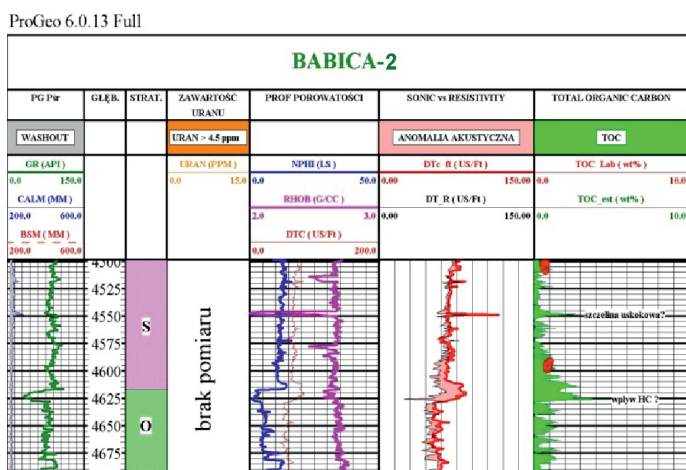 ProGeo 6.0.13 Full
BABICA-2
PG Psr GŁĘB. STRAT. ZAWARTOŚĆ URANU PROF POROWATOŚCI SONIC vs RESISTIVITY TOTAL ORGANIC CARBON
WASHOUT URAN > 4.5 ppm ANOMALIA AKUSTYCZNA TOC
GR (API) URAN (PPM) NPHI (LS) DTc_ft (US/Ft) TOC_Lab (wt%)
0.0 150.0 0.0 15.0 0.0 50.0 0.00 150.00 0.0 10.0
CALM (MM) RHOB (G/CC) DT_R (US/Ft) TOC_est (wt%)
200.0 600.0 2.0 3.0 0.00 150.00 0.0 10.0
BSM (MM) DTC (US/Ft)
200.0 600.0 0.0 200.0
4500
4525
4550 szczelina uskokowa?
4575
4600
4625 wpływ HC ?
4650
4675
S
O
brak pomiaru